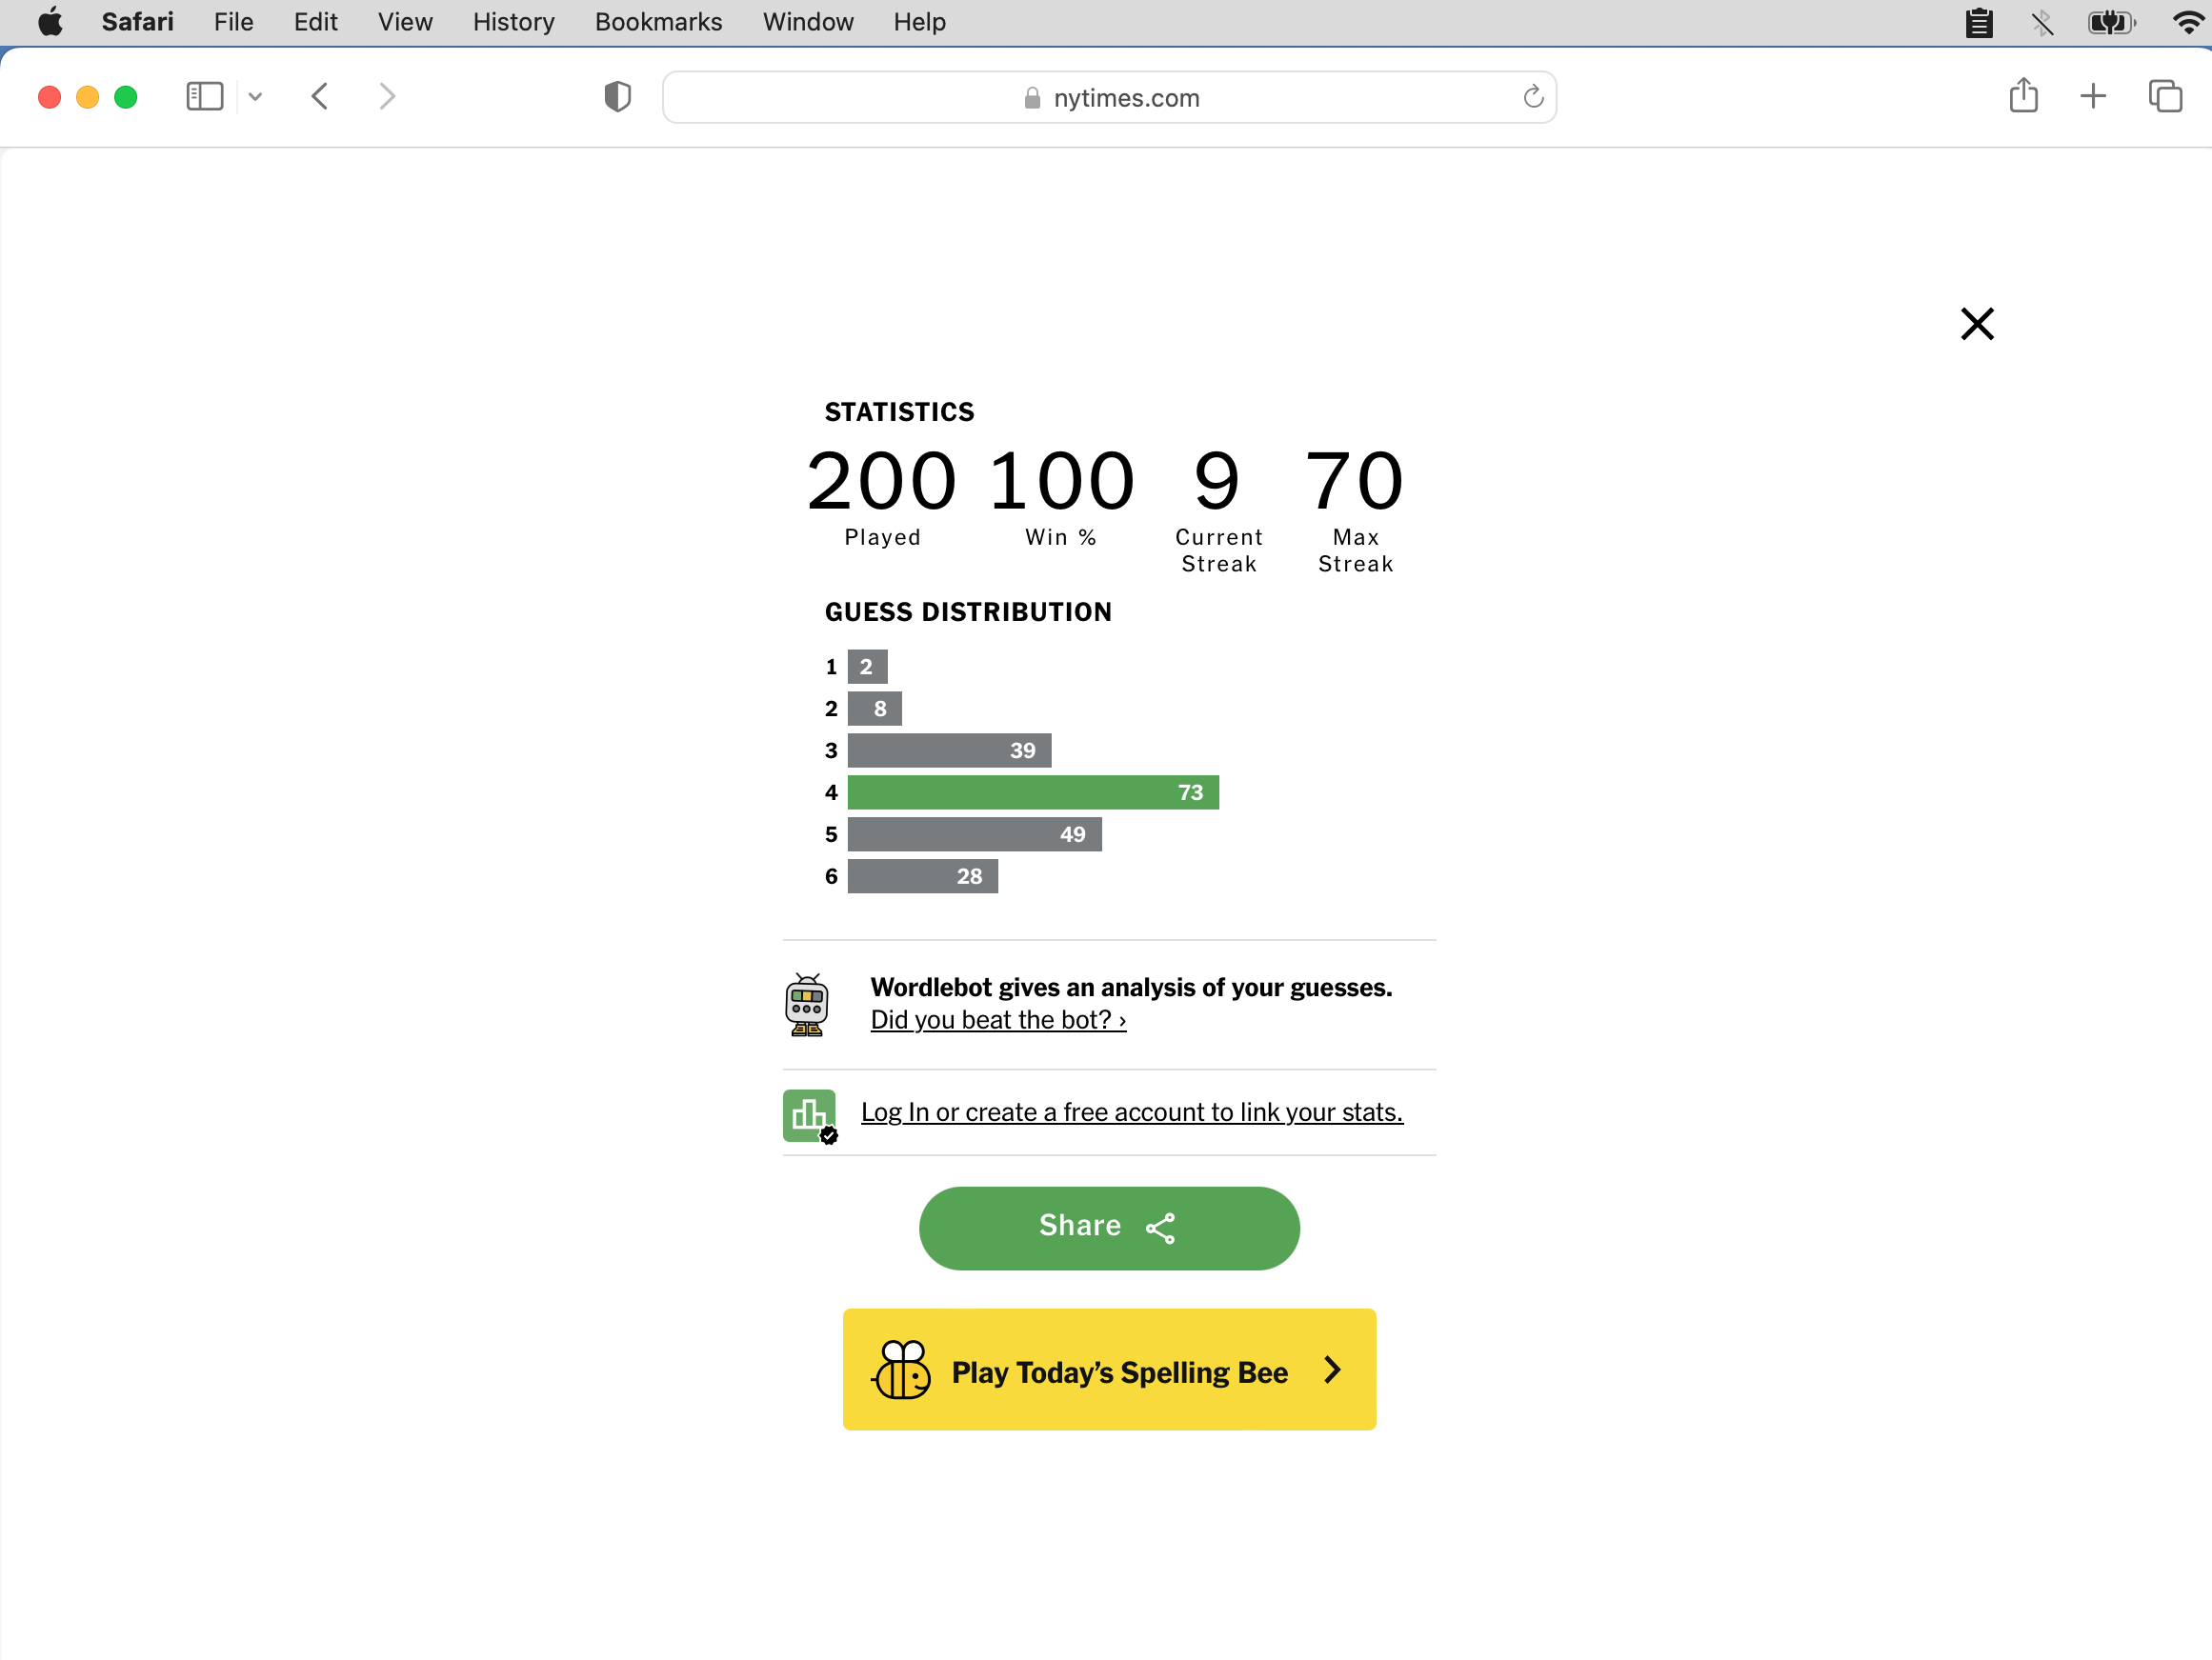 Safari File Edit View History Bookmarks Window Help
nytimes.com
STATISTICS
200 100 9 70
Played Win % Current Streak Max Streak
GUESS DISTRIBUTION
1 2
2 8
3 39
4 73
5 49
6 28
Wordlebot gives an analysis of your guesses.
Did you beat the bot? ›
Log In or create a free account to link your stats.
Share
Play Today’s Spelling Bee